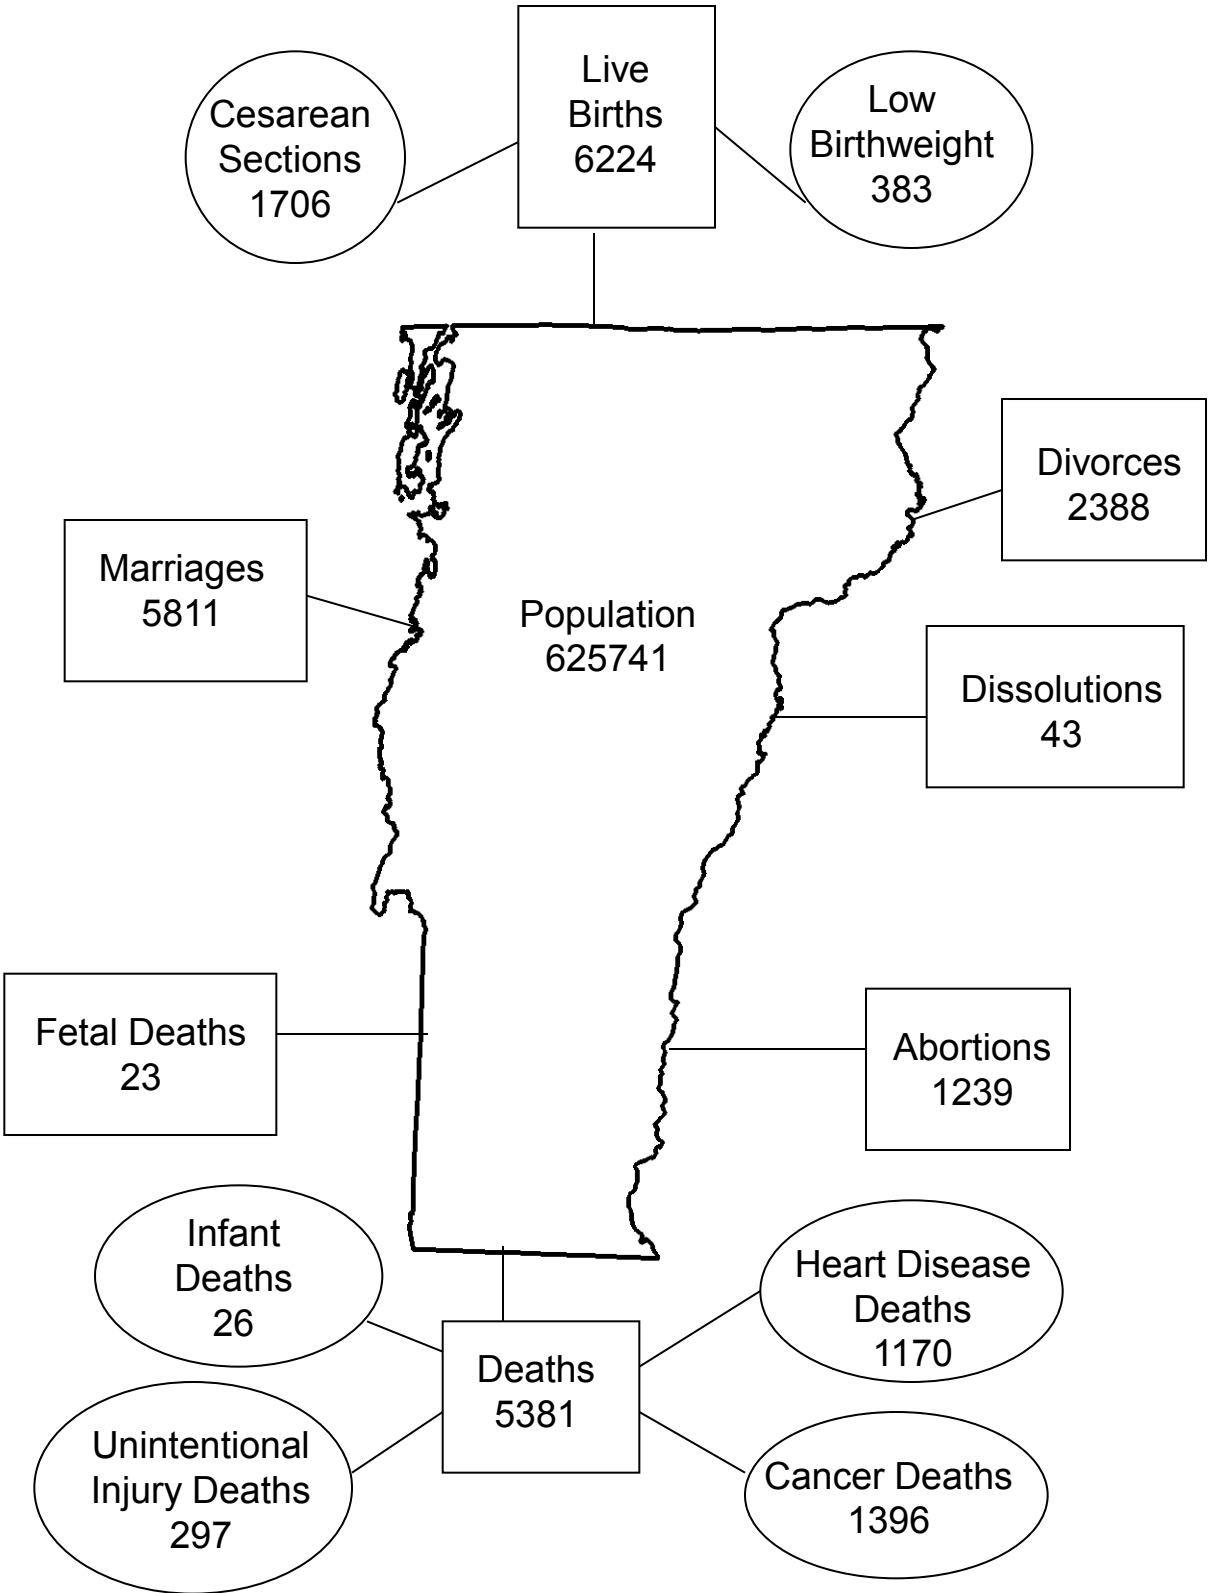 Live
Births
6224
Cesarean
Sections
1706
Low
Birthweight
383
Divorces
2388
Marriages
5811
Population
625741
Dissolutions
43
Fetal Deaths
23
Abortions
1239
Infant
Deaths
26
Heart Disease
Deaths
1170
Deaths
5381
Unintentional
Injury Deaths
297
Cancer Deaths
1396